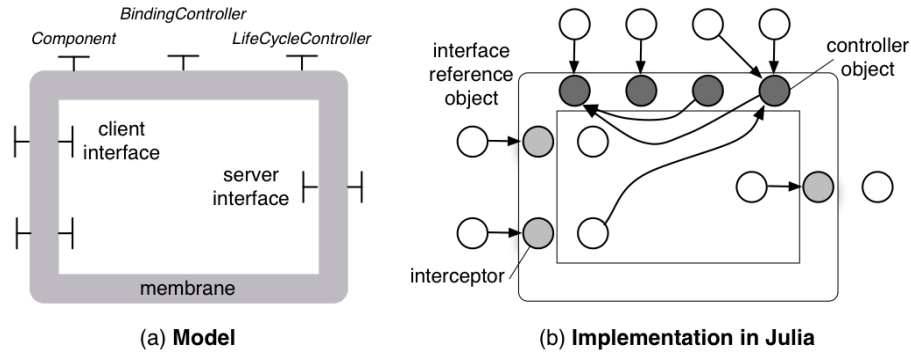 BindingController
Component
LifeCycleController
client
interface
server
interface
membrane
(a) Model
interface
reference
object
controller
object
interceptor
(b) Implementation in Julia